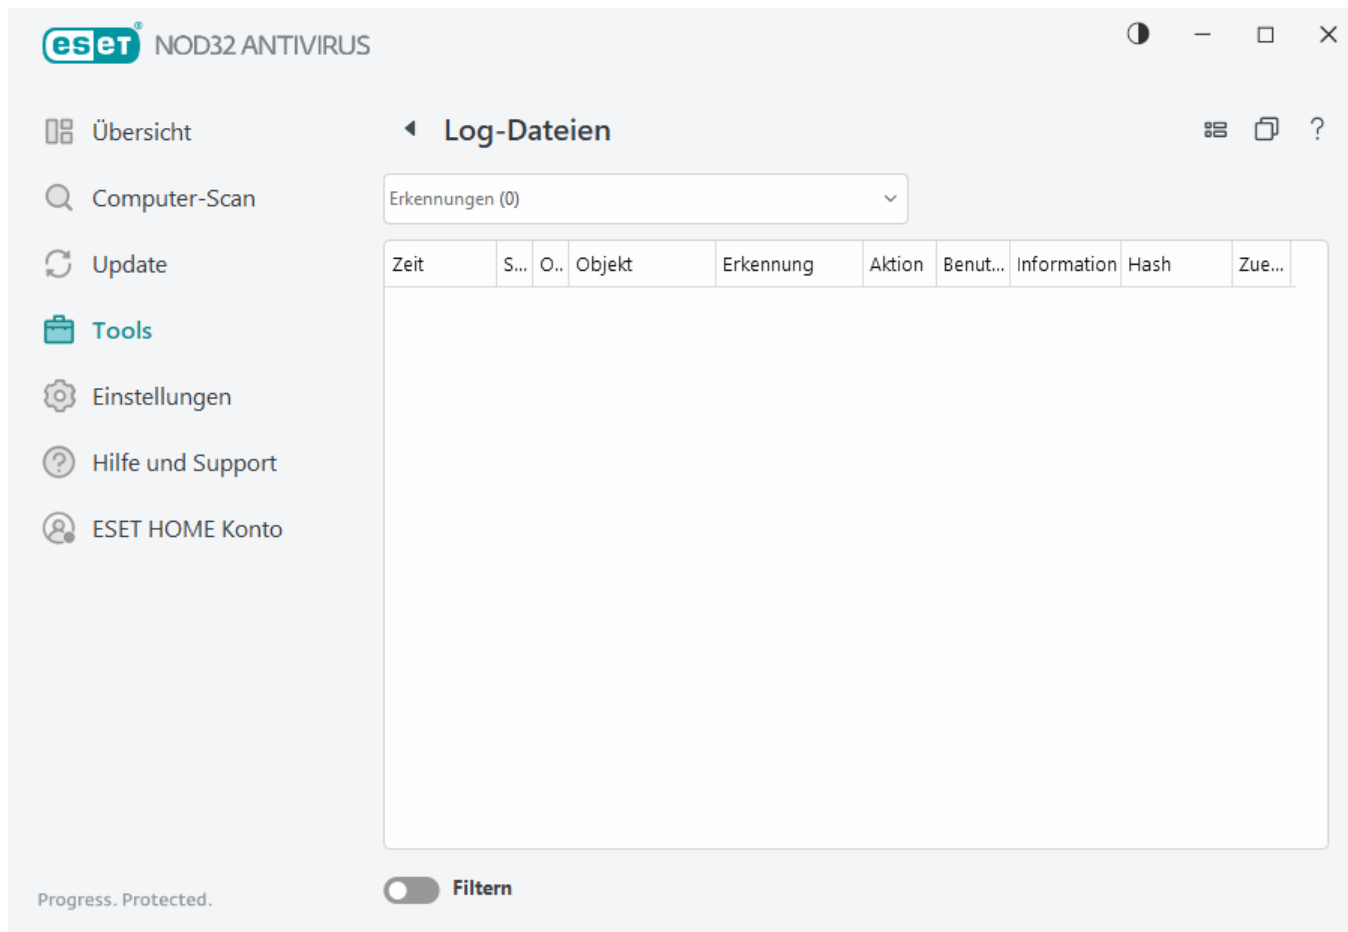 eset® NOD32 ANTIVIRUS
Übersicht
Computer-Scan
Update
Tools
Einstellungen
Hilfe und Support
ESET HOME Konto
Progress. Protected.
Log-Dateien
?
Erkennungen (0)
Zeit S... O.. Objekt Erkennung Aktion Benut... Information Hash Zue...
Filtern